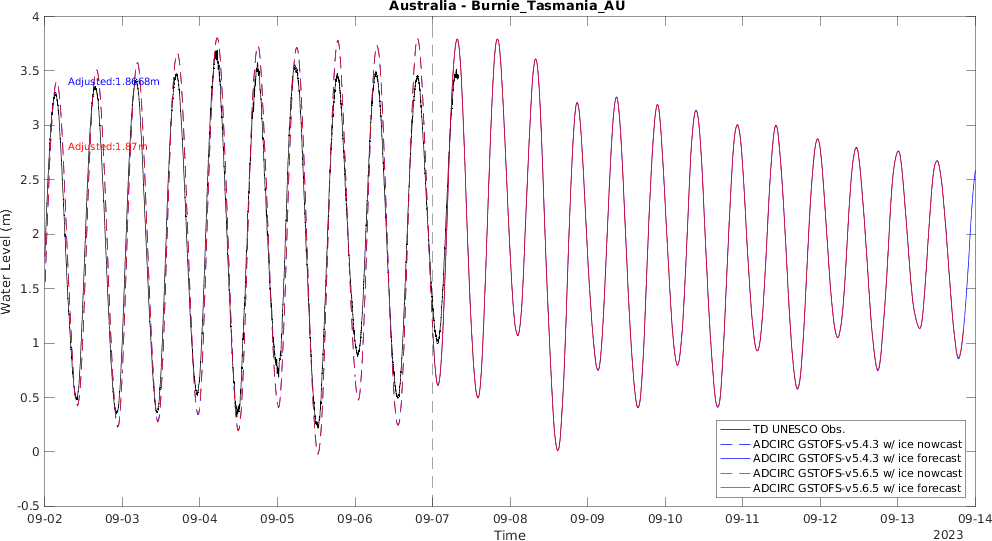 Australia - Burnie_Tasmania_AU
4
3.5
3
2.5
2
1.5
1
0.5
0
-0.5
Water Level (m)
Adjusted:1.8668m
Adjusted:1.87m
TD UNESCO Obs.
ADCIRC GSTOFS-v5.4.3 w/ ice nowcast
ADCIRC GSTOFS-v5.4.3 w/ ice forecast
ADCIRC GSTOFS-v5.6.5 w/ ice nowcast
ADCIRC GSTOFS-v5.6.5 w/ ice forecast
09-02 09-03 09-04 09-05 09-06 09-07 09-08 09-09 09-10 09-11 09-12 09-13 09-14
Time
2023